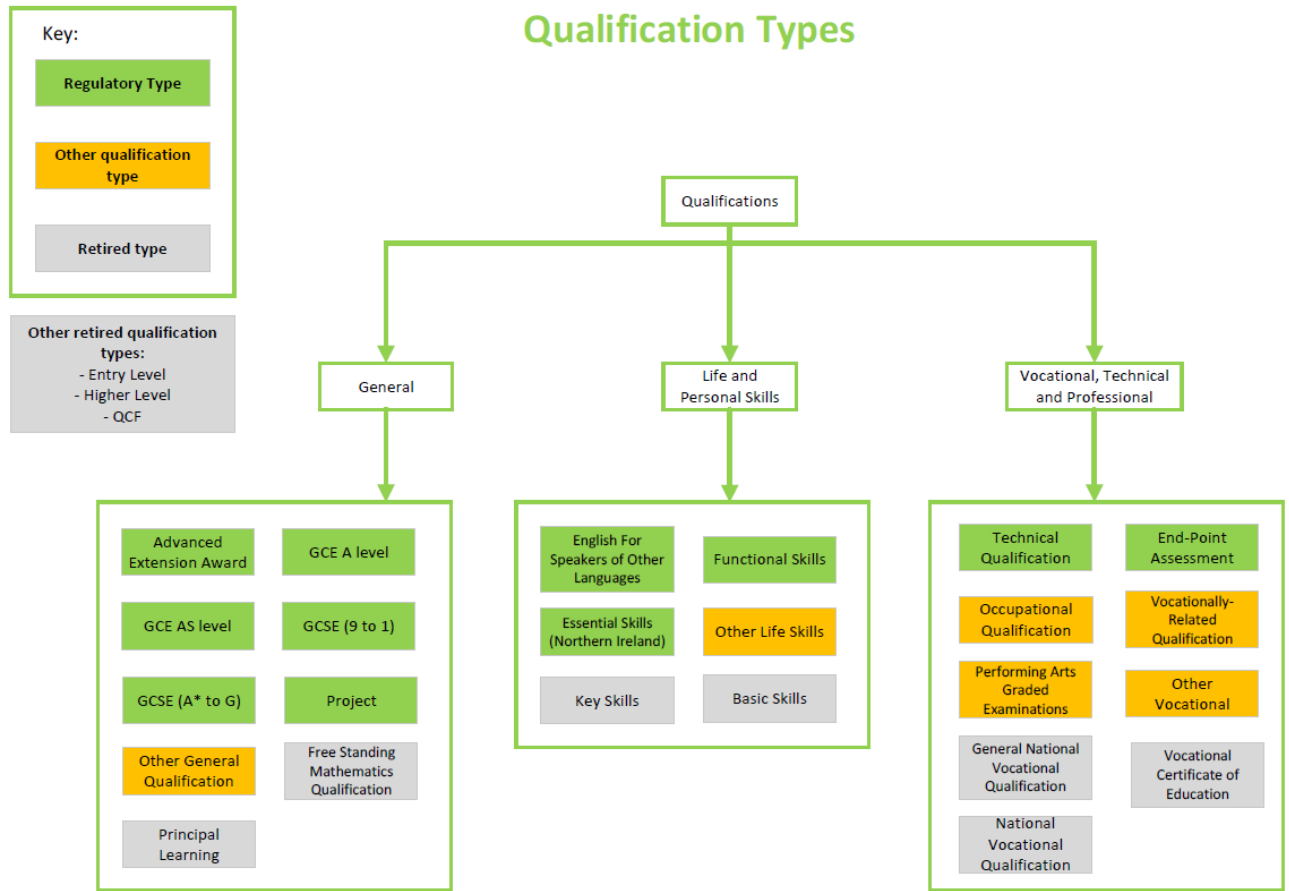 Qualification Types
Key:
Regulatory Type
Other qualification
type
Retired type
Other retired qualification
types:
- Entry Level
- Higher Level
- QCF
Qualifications
General
Life and
Personal Skills
Vocational, Technical
and Professional
Advanced
Extension Award
GCE A level
GCE AS level
GCSE (9 to 1)
GCSE (A* to G)
Project
Other General
Qualification
Free Standing
Mathematics
Qualification
Principal
Learning
English For
Speakers of Other
Languages
Functional Skills
Essential Skills
(Northern Ireland)
Other Life Skills
Key Skills
Basic Skills
Technical
Qualification
End-Point
Assessment
Occupational
Qualification
Vocationally-
Related
Qualification
Performing Arts
Graded
Examinations
Other
Vocational
General National
Vocational
Qualification
Vocational
Certificate of
Education
National
Vocational
Qualification